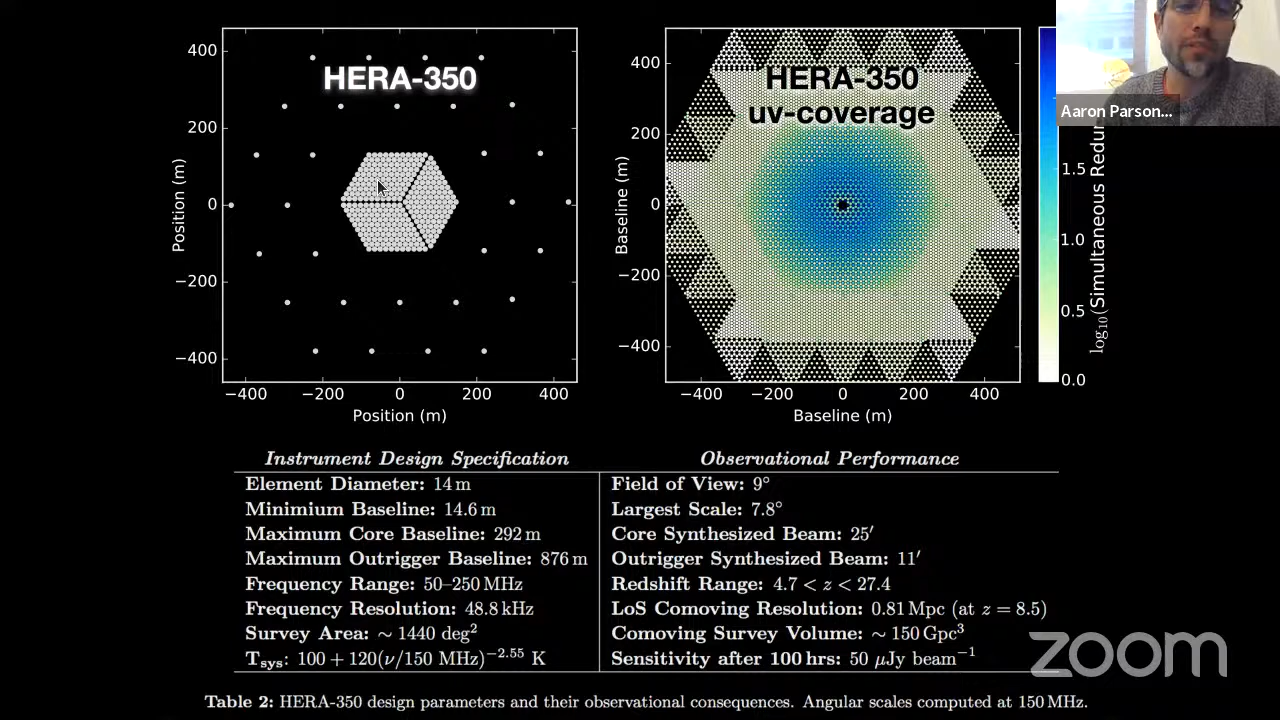 HERA-350
400
200
0
−200
−400
−400
−200
0
200
400
Position (m)
Position (m)
HERA-350
uv-coverage
400
200
0
−200
−400
−400
−200
0
200
400
Baseline (m)
Baseline (m)
1.5
1.0
0.5
0.0
log₁₀(Simultaneous
Aaron Parson...
Instrument Design Specification
Element Diameter: 14 m
Minimium Baseline: 14.6 m
Maximum Core Baseline: 292 m
Maximum Outrigger Baseline: 876 m
Frequency Range: 50–250 MHz
Frequency Resolution: 48.8 kHz
Survey Area: ∼ 1440 deg²
Tsys: 100 + 120(ν/150 MHz)^−2.55 K
Observational Performance
Field of View: 9°
Largest Scale: 7.8°
Core Synthesized Beam: 25′
Outrigger Synthesized Beam: 11′
Redshift Range: 4.7 < z < 27.4
LoS Comoving Resolution: 0.81 Mpc (at z = 8.5)
Comoving Survey Volume: ∼ 150 Gpc³
Sensitivity after 100 hrs: 50 μJy beam⁻¹
zoom
Table 2: HERA-350 design parameters and their observational consequences. Angular scales computed at 150 MHz.